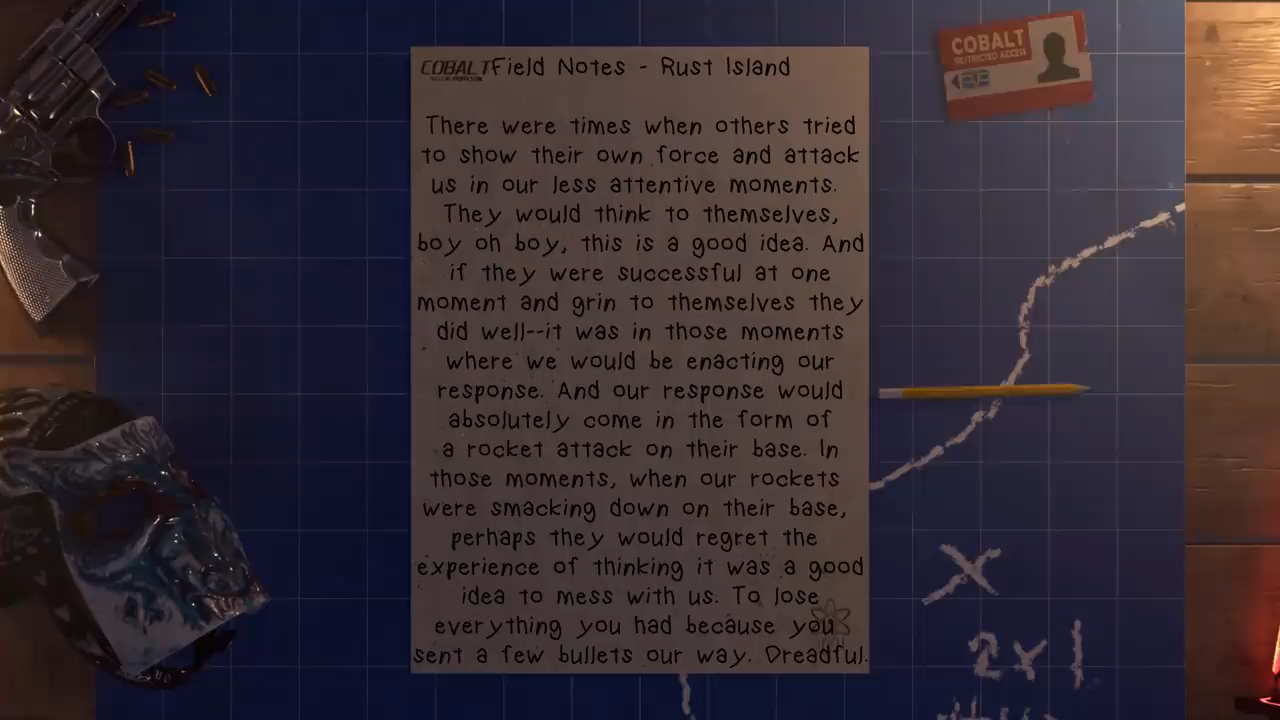 COBALT
Field Notes - Rust Island
There were times when others tried
to show their own force and attack
us in our less attentive moments.
They would think to themselves,
boy oh boy, this is a good idea. And
if they were successful at one
moment and grin to themselves they
did well--it was in those moments
where we would be enacting our
response. And our response would
absolutely come in the form of
a rocket attack on their base. In
those moments, when our rockets
were smacking down on their base,
perhaps they would regret the
experience of thinking it was a good
idea to mess with us. To lose
everything you had because you
sent a few bullets our way. Dreadful.
COBALT
RESTRICTED ACCESS
X
2x1